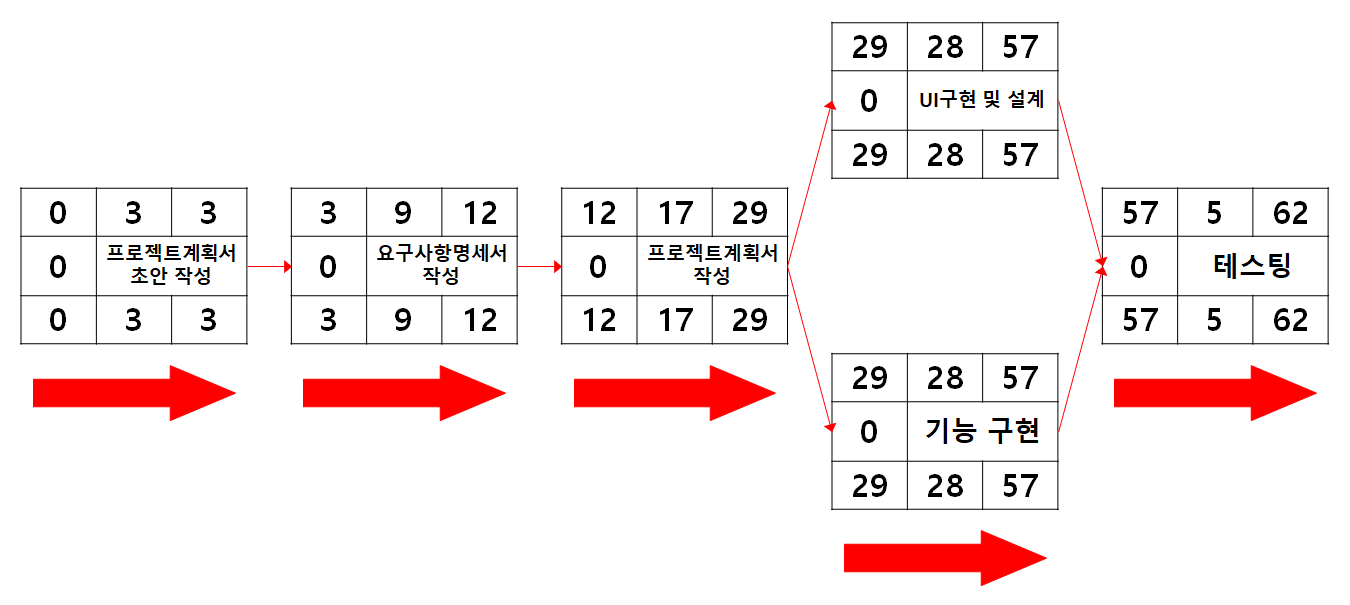 0 3 3
0 프로젝트계획서
초안 작성
0 3 3
3 9 12
0 요구사항명세서
작성
3 9 12
12 17 29
0 프로젝트계획서
작성
12 17 29
29 28 57
0 UI구현 및 설계
29 28 57
29 28 57
0 기능 구현
29 28 57
57 5 62
0 테스팅
57 5 62